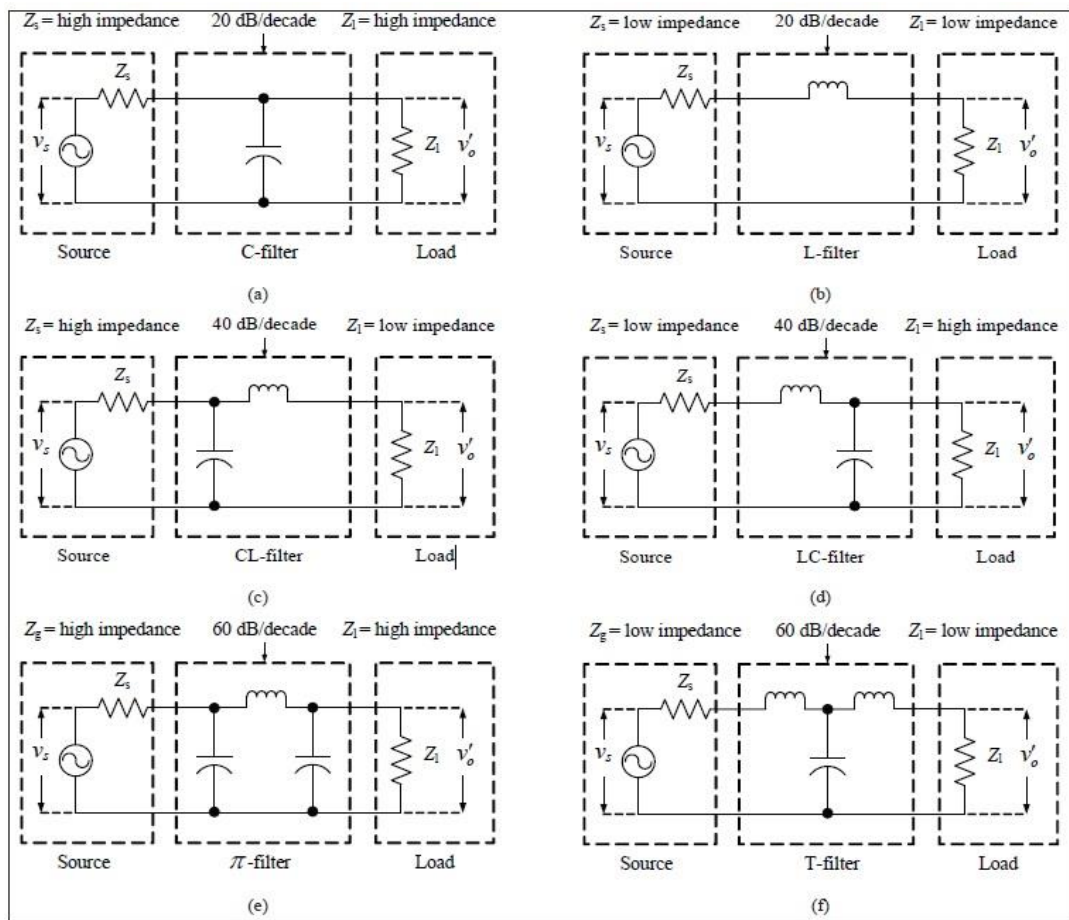 Zs = high impedance 20 dB/decade Zl = high impedance
Zs
vs
Zl
v'o
Source C-filter Load
(a)
Zs = low impedance 20 dB/decade Zl = low impedance
Zs
vs
Zl
v'o
Source L-filter Load
(b)
Zs = high impedance 40 dB/decade Zl = low impedance
Zs
vs
Zl
v'o
Source CL-filter Load
(c)
Zs = low impedance 40 dB/decade Zl = high impedance
Zs
vs
Zl
v'o
Source LC-filter Load
(d)
Zg = high impedance 60 dB/decade Zl = high impedance
Zs
vs
Zl
v'o
Source π-filter Load
(e)
Zg = low impedance 60 dB/decade Zl = low impedance
Zs
vs
Zl
v'o
Source T-filter Load
(f)